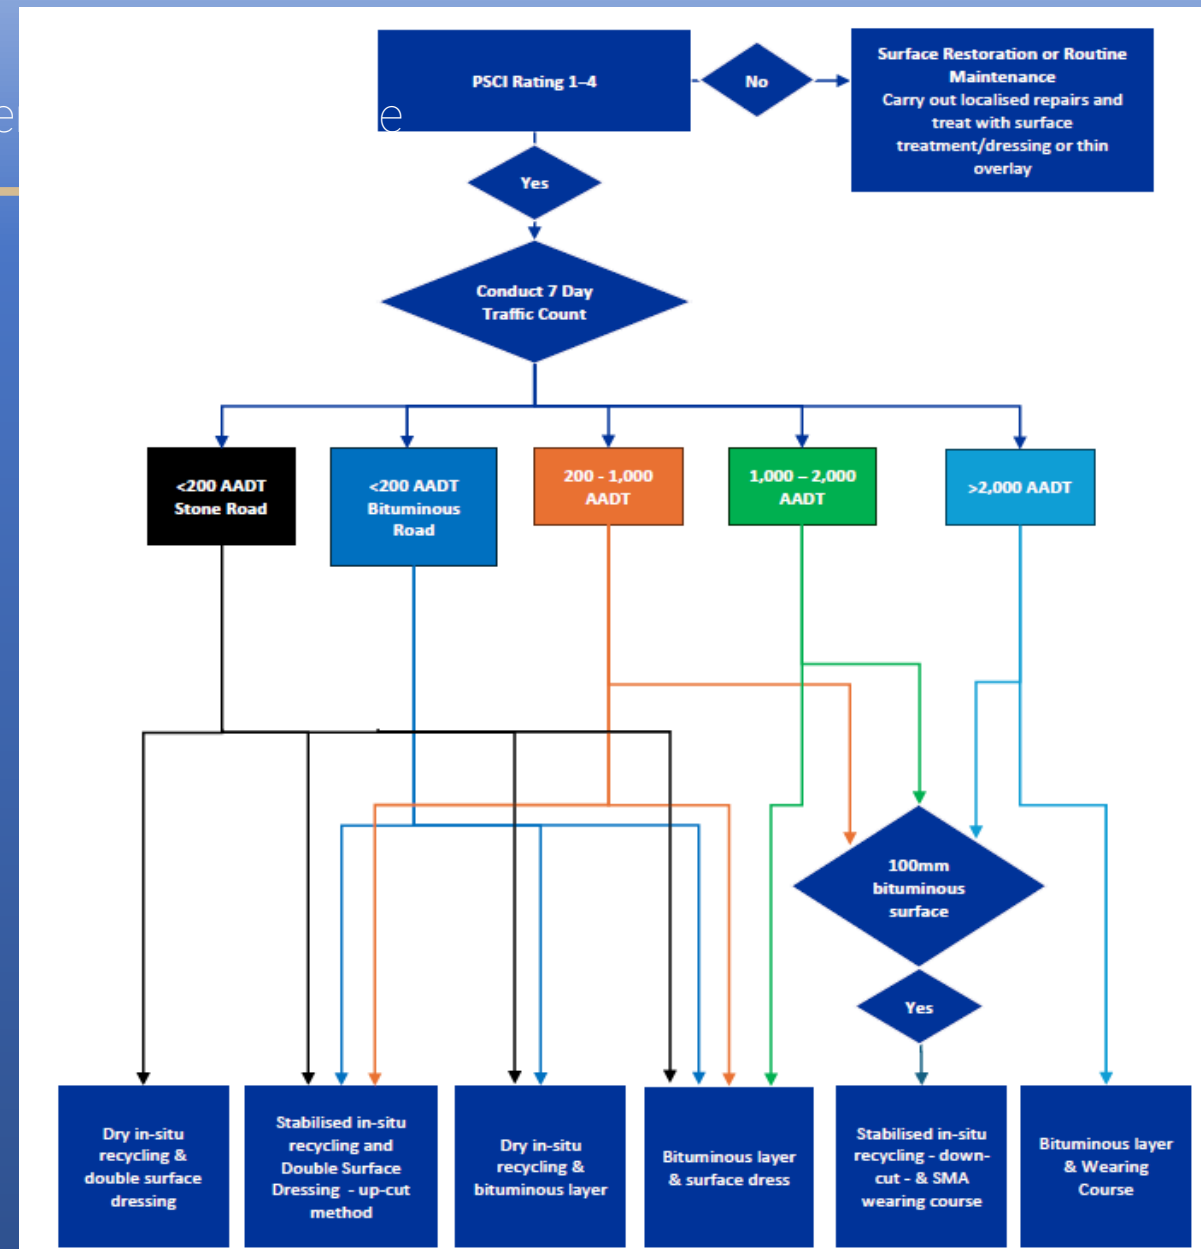 PSCI Rating 1–4
No
Surface Restoration or Routine
Maintenance
Carry out localised repairs and
treat with surface
treatment/dressing or thin
overlay
e
Yes
Conduct 7 Day
Traffic Count
<200 AADT
Stone Road
<200 AADT
Bituminous
Road
200 - 1,000
AADT
1,000 – 2,000
AADT
>2,000 AADT
100mm
bituminous
surface
Yes
Dry in-situ
recycling &
double surface
dressing
Stabilised in-situ
recycling and
Double Surface
Dressing - up-cut
method
Dry in-situ
recycling &
bituminous layer
Bituminous layer
& surface dress
Stabilised in-situ
recycling - down-
cut - & SMA
wearing course
Bituminous layer
& Wearing
Course